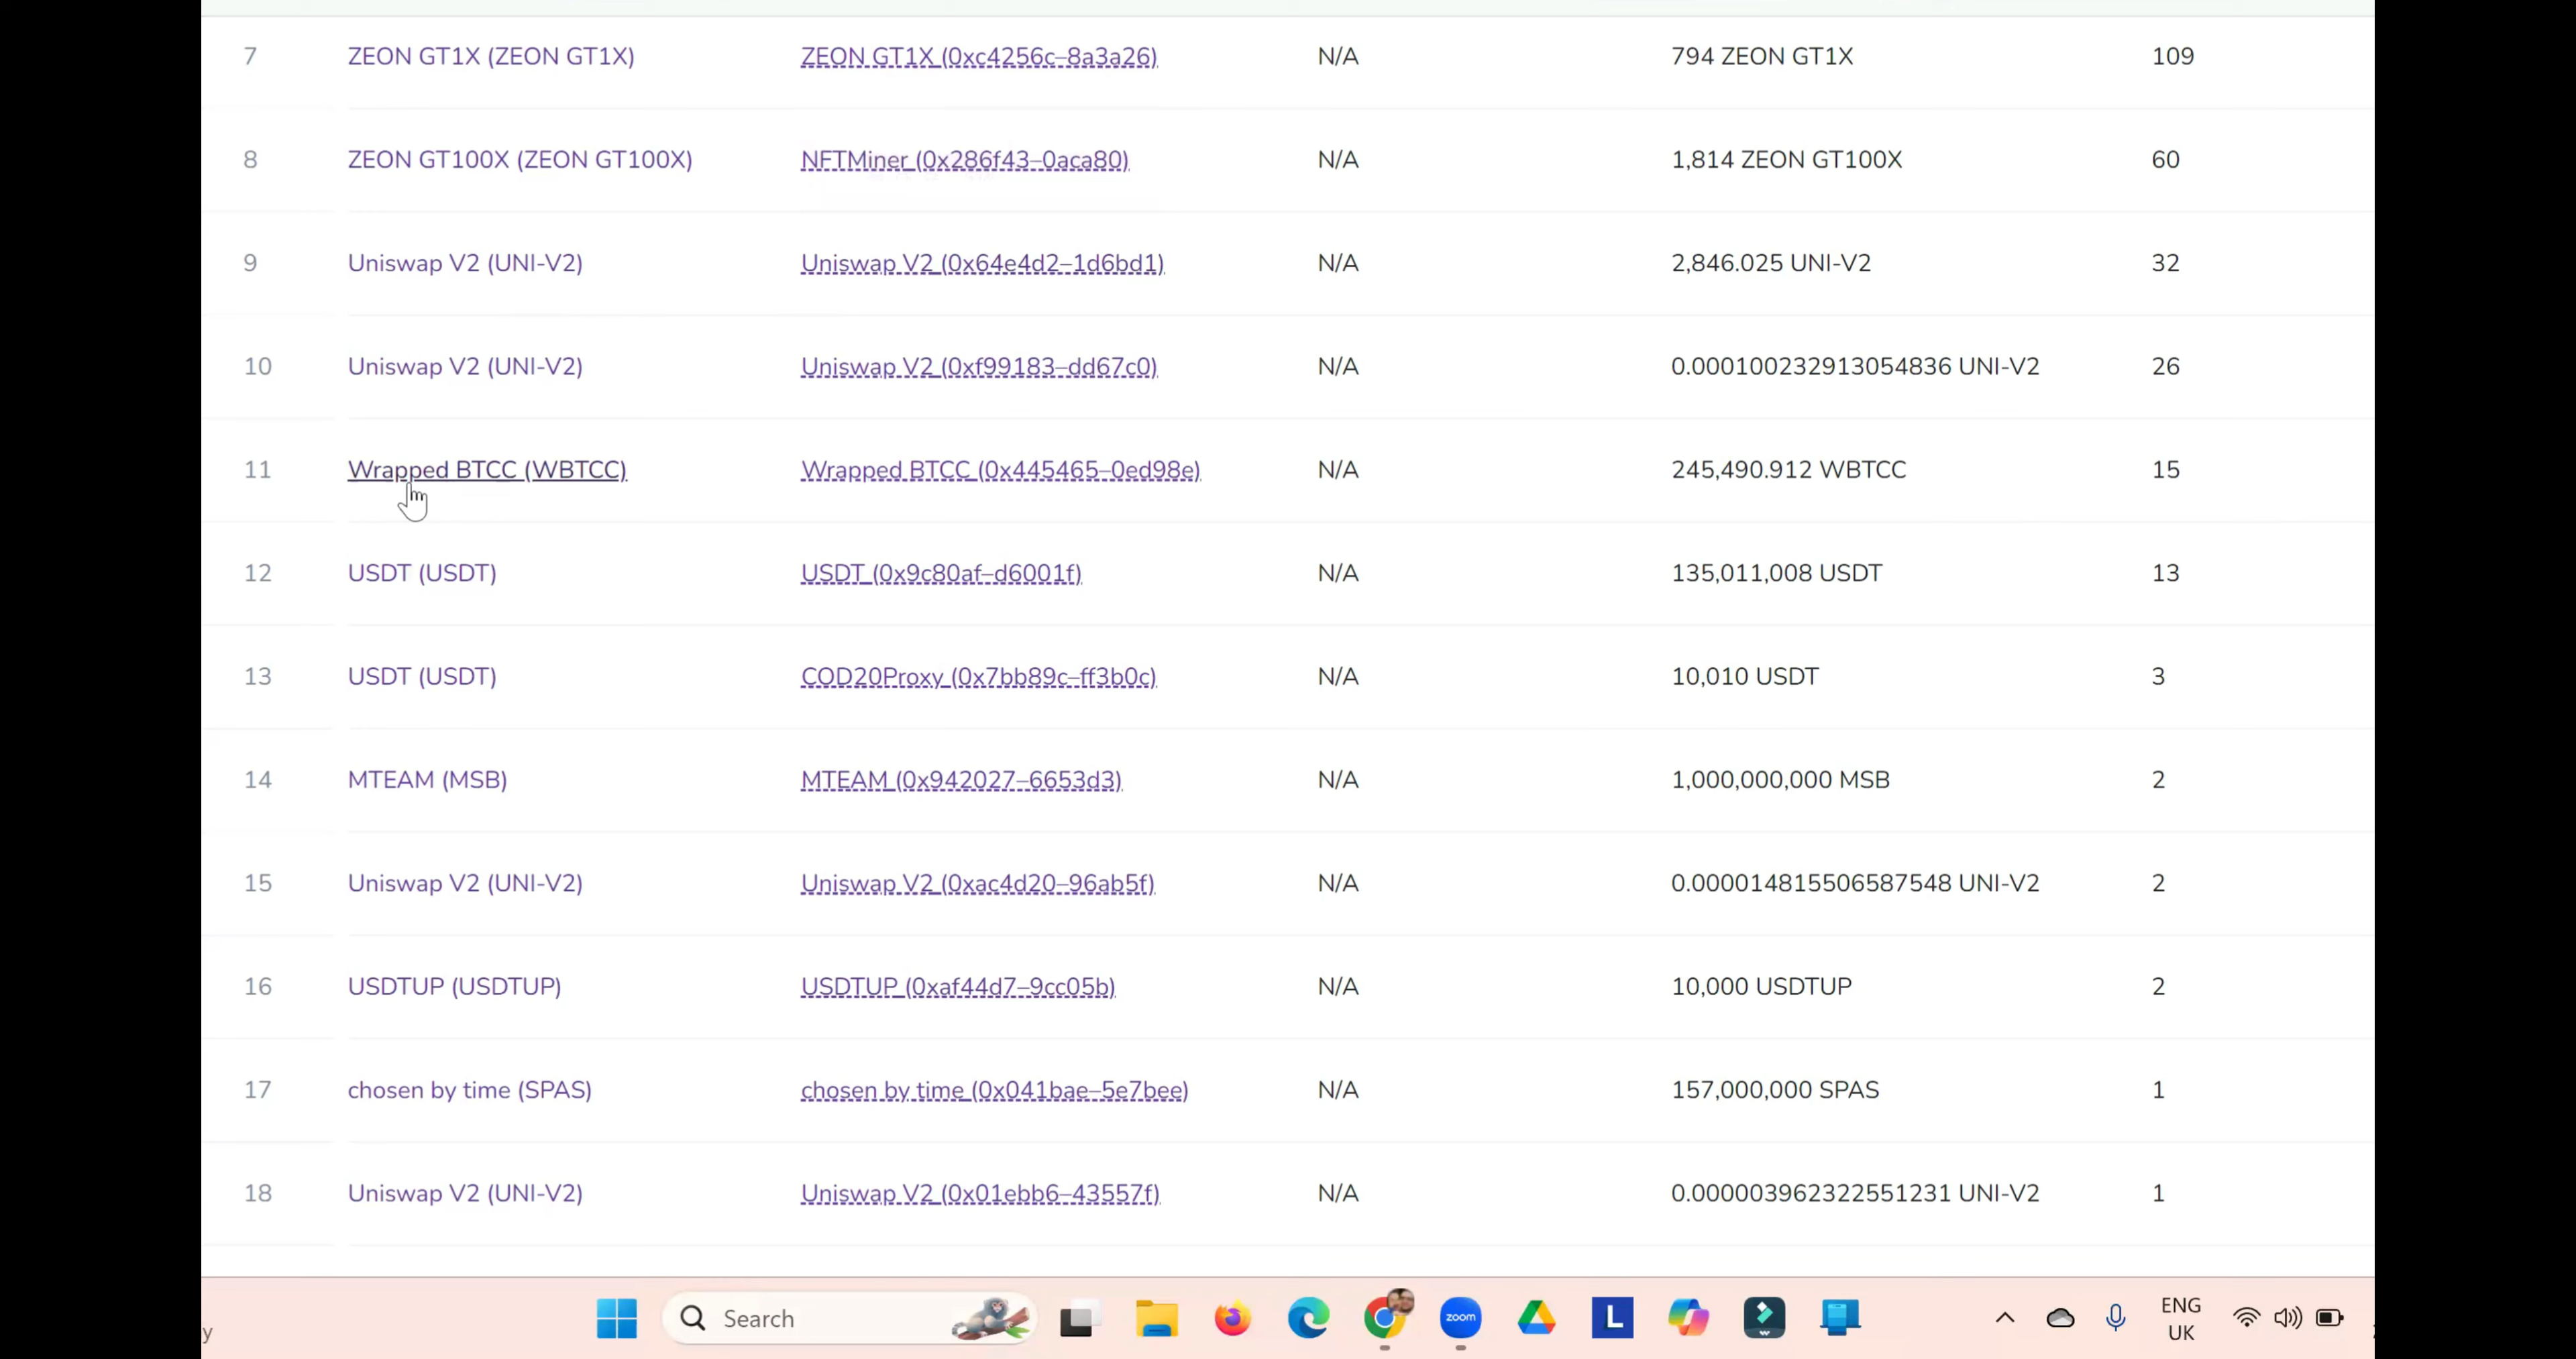 7 ZEON GT1X (ZEON GT1X) ZEON GT1X (0xc4256c–8a3a26) N/A 794 ZEON GT1X 109
8 ZEON GT100X (ZEON GT100X) NFTMiner (0x286f43–0aca80) N/A 1,814 ZEON GT100X 60
9 Uniswap V2 (UNI-V2) Uniswap V2 (0x64e4d2–1d6bd1) N/A 2,846.025 UNI-V2 32
10 Uniswap V2 (UNI-V2) Uniswap V2 (0xf99183–dd67c0) N/A 0.000100232913054836 UNI-V2 26
11 Wrapped BTCC (WBTCC) Wrapped BTCC (0x445465–0ed98e) N/A 245,490.912 WBTCC 15
12 USDT (USDT) USDT (0x9c80af–d6001f) N/A 135,011,008 USDT 13
13 USDT (USDT) COD20Proxy (0x7bb89c–ff3b0c) N/A 10,010 USDT 3
14 MTEAM (MSB) MTEAM (0x942027–6653d3) N/A 1,000,000,000 MSB 2
15 Uniswap V2 (UNI-V2) Uniswap V2 (0xac4d20–96ab5f) N/A 0.000014815506587548 UNI-V2 2
16 USDTUP (USDTUP) USDTUP (0xaf44d7–9cc05b) N/A 10,000 USDTUP 2
17 chosen by time (SPAS) chosen by time (0x041bae–5e7bee) N/A 157,000,000 SPAS 1
18 Uniswap V2 (UNI-V2) Uniswap V2 (0x01ebb6–43557f) N/A 0.000003962322551231 UNI-V2 1
y Search zoom L ENG
UK